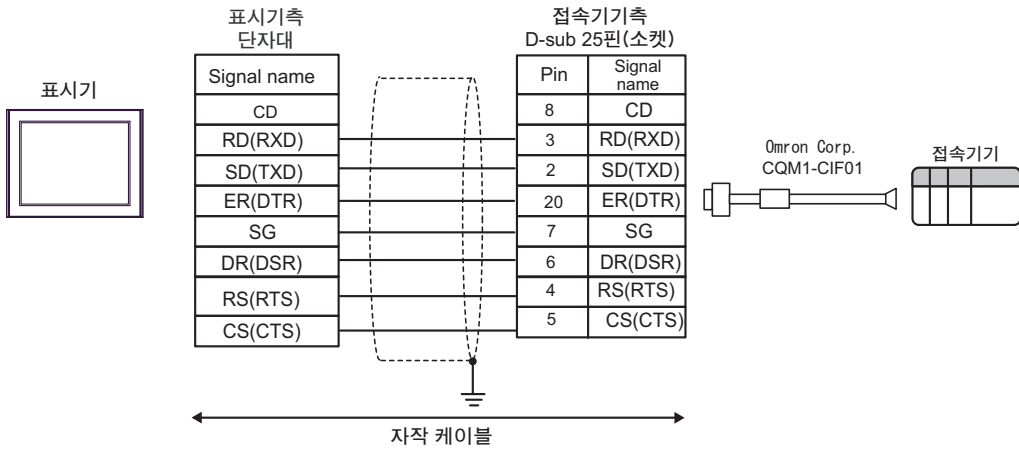 표시기
표시기측
단자대
Signal name
CD
RD(RXD)
SD(TXD)
ER(DTR)
SG
DR(DSR)
RS(RTS)
CS(CTS)
접속기기측
D-sub 25핀(소켓)
Pin Signal name
8 CD
3 RD(RXD)
2 SD(TXD)
20 ER(DTR)
7 SG
6 DR(DSR)
4 RS(RTS)
5 CS(CTS)
Omron Corp.
CQM1-CIF01
접속기기
자작 케이블